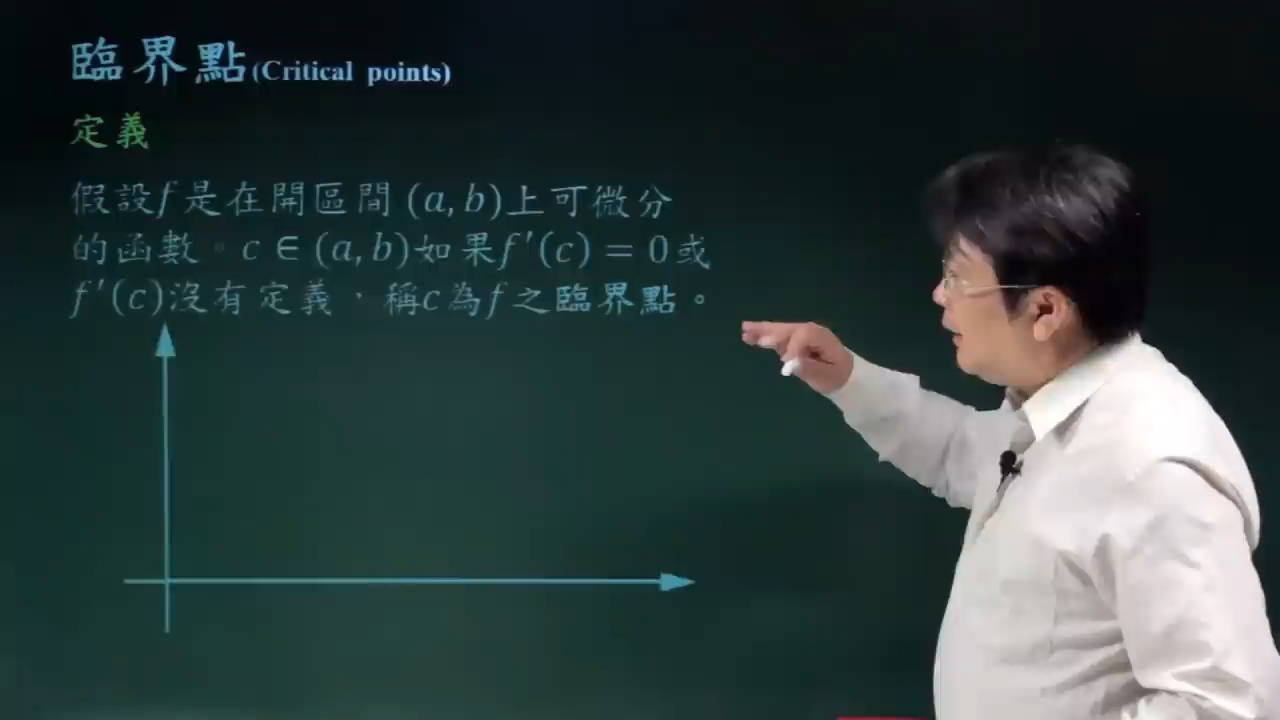 臨界點(Critical points)
定義
假設f是在開區間(a,b)上可微分
的函數。c∈(a,b)如果f′(c)=0或
f′(c)沒有定義，稱c為f之臨界點。